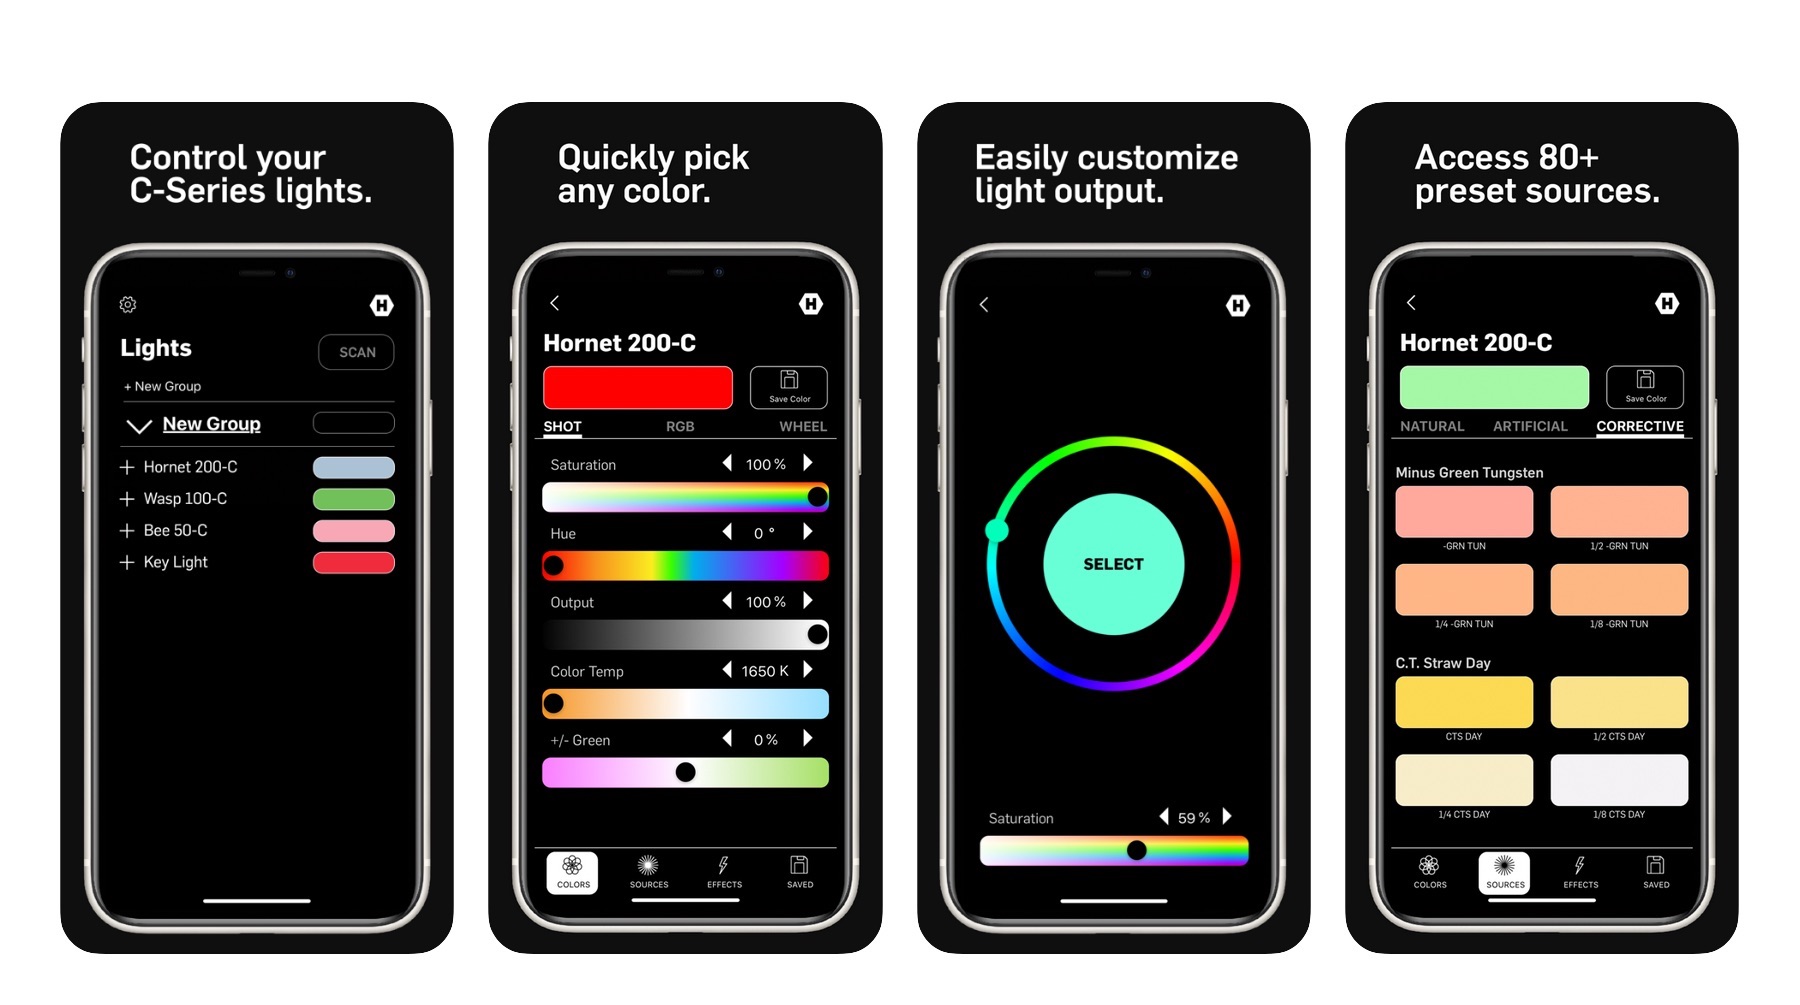 Control your
C-Series lights.
H
Lights
SCAN
+ New Group
New Group
+ Hornet 200-C
+ Wasp 100-C
+ Bee 50-C
+ Key Light
Quickly pick
any color.
H
Hornet 200-C
Save Color
SHOT RGB WHEEL
Saturation 100 %
Hue 0 °
Output 100 %
Color Temp 1650 K
+/- Green 0 %
COLORS SOURCES EFFECTS SAVED
Easily customize
light output.
H
SELECT
Saturation 59 %
Access 80+
preset sources.
H
Hornet 200-C
Save Color
NATURAL ARTIFICIAL CORRECTIVE
Minus Green Tungsten
-GRN TUN 1/2 -GRN TUN
1/4 -GRN TUN 1/8 -GRN TUN
C.T. Straw Day
CTS DAY 1/2 CTS DAY
1/4 CTS DAY 1/8 CTS DAY
COLORS SOURCES EFFECTS SAVED